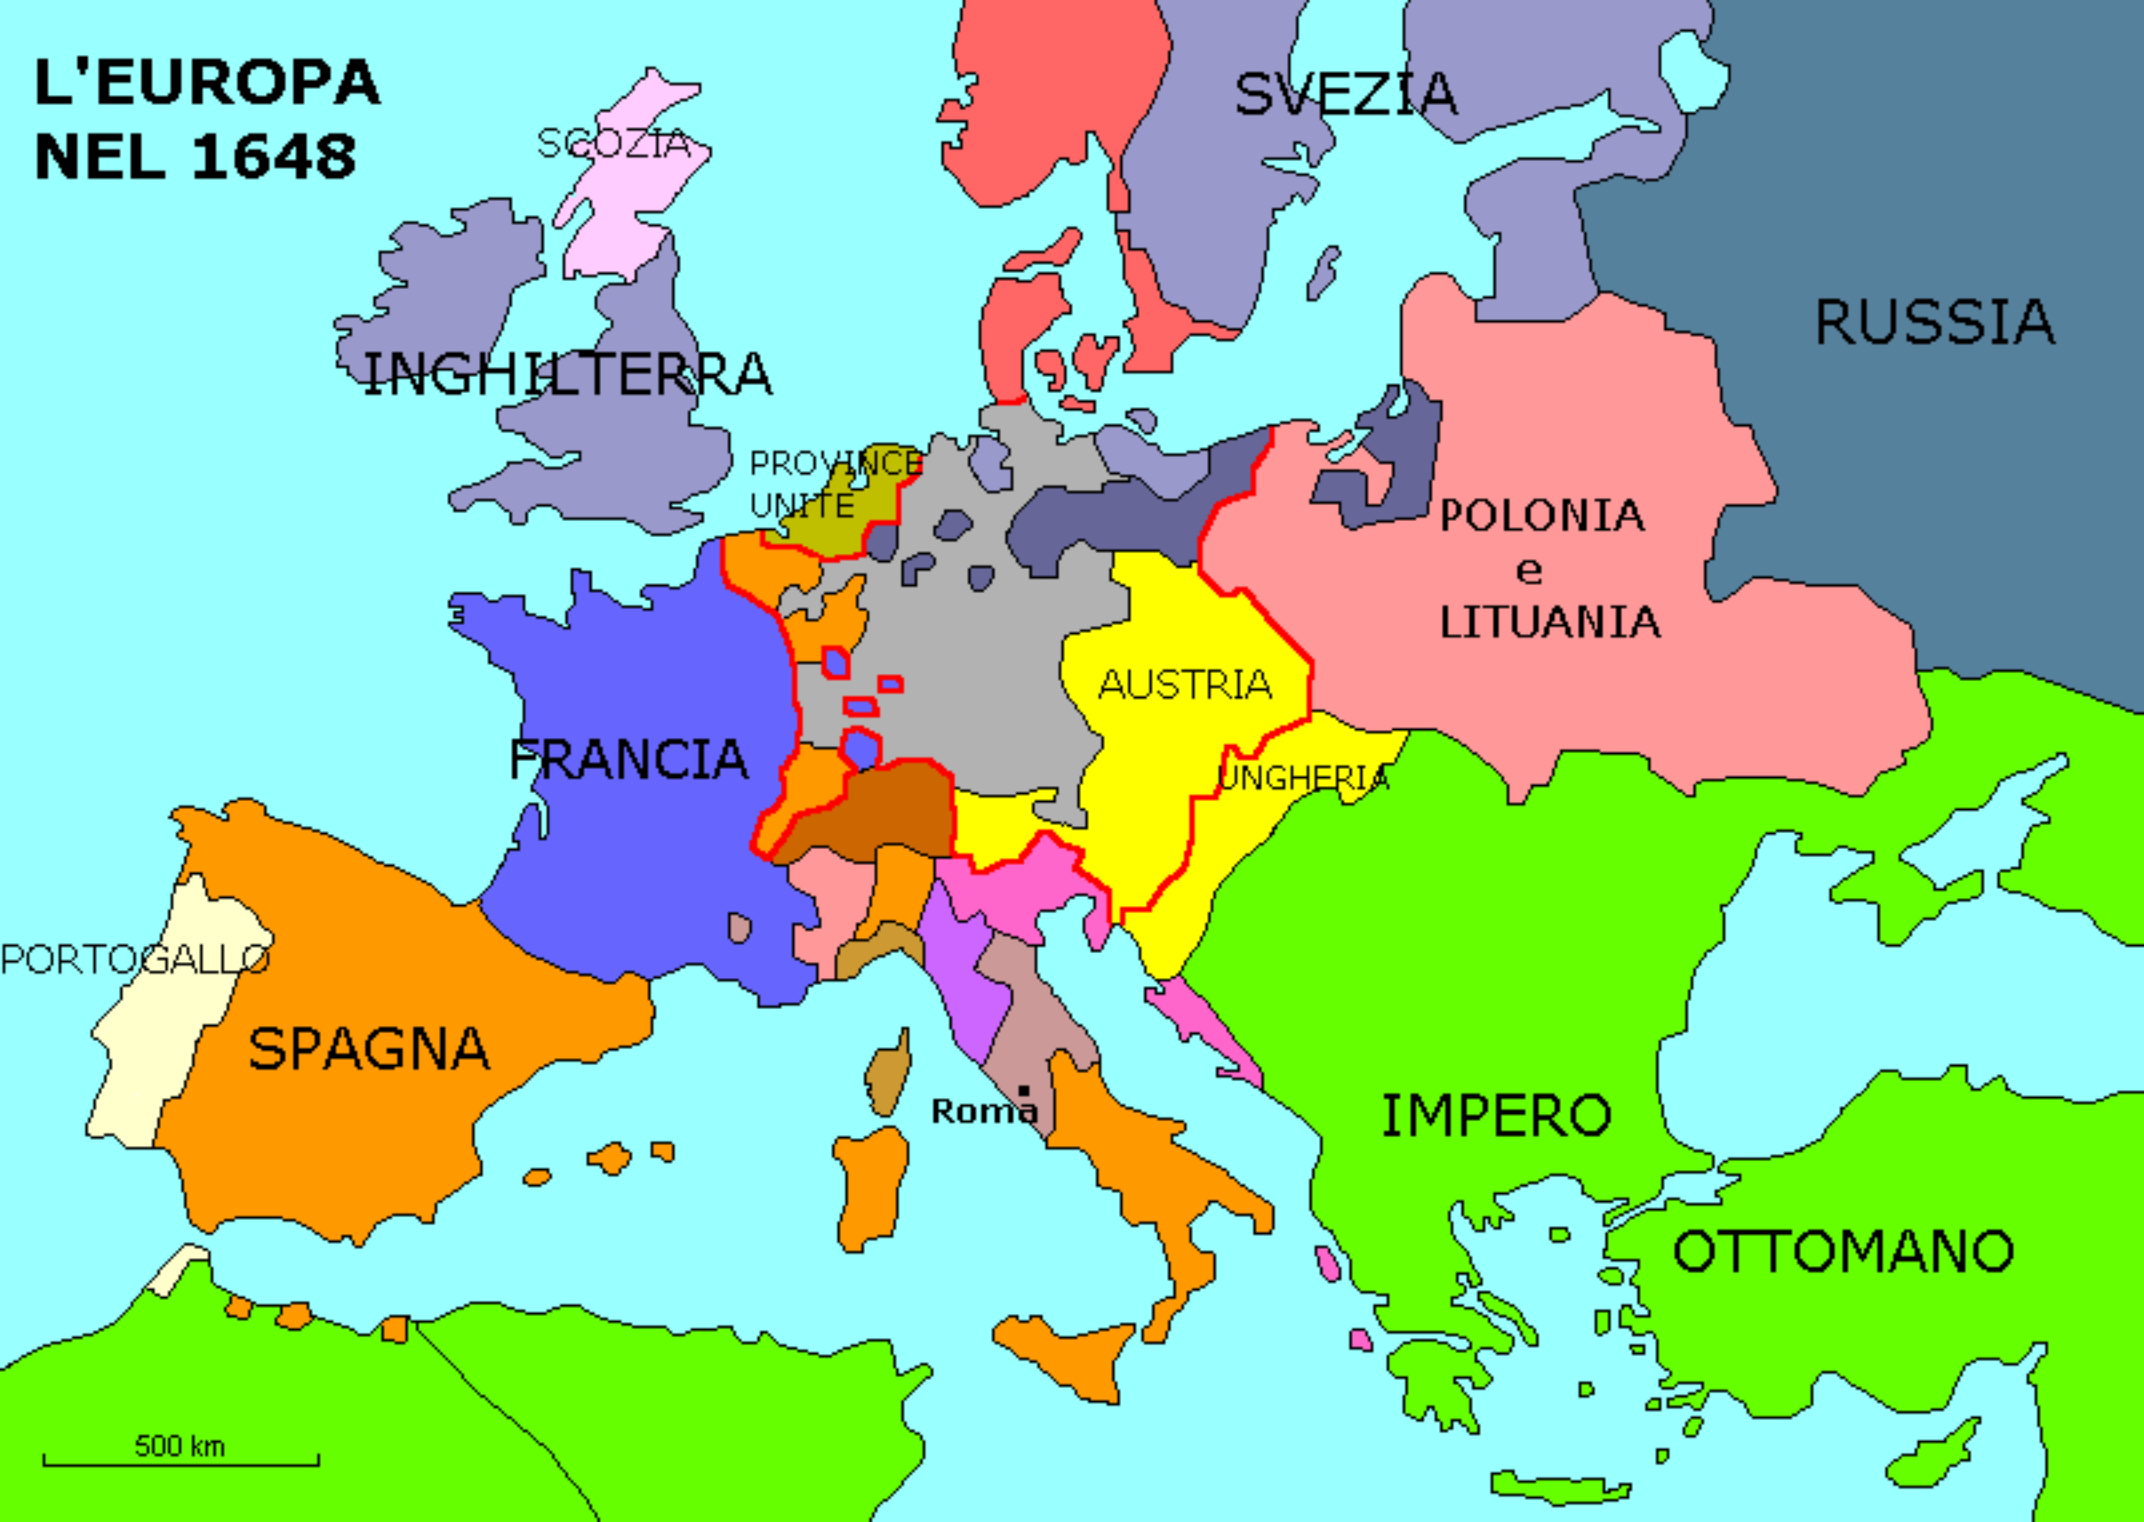 L'EUROPA
NEL 1648
SCOZIA
SVEZIA
RUSSIA
INGHILTERRA
PROVINCE
UNITE
POLONIA
e
LITUANIA
AUSTRIA
FRANCIA
UNGHERIA
PORTOGALLO
SPAGNA
Roma
IMPERO
OTTOMANO
500 km